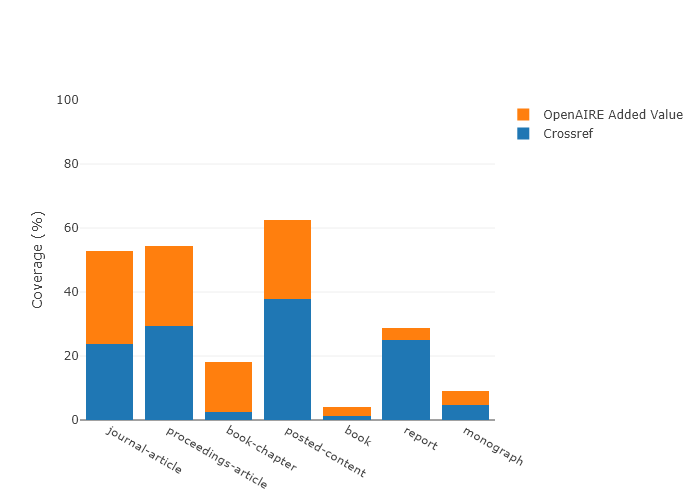 100
80
60
40
20
0
Coverage (%)
journal-article
proceedings-article
book-chapter
posted-content
book
report
monograph
OpenAIRE Added Value
Crossref